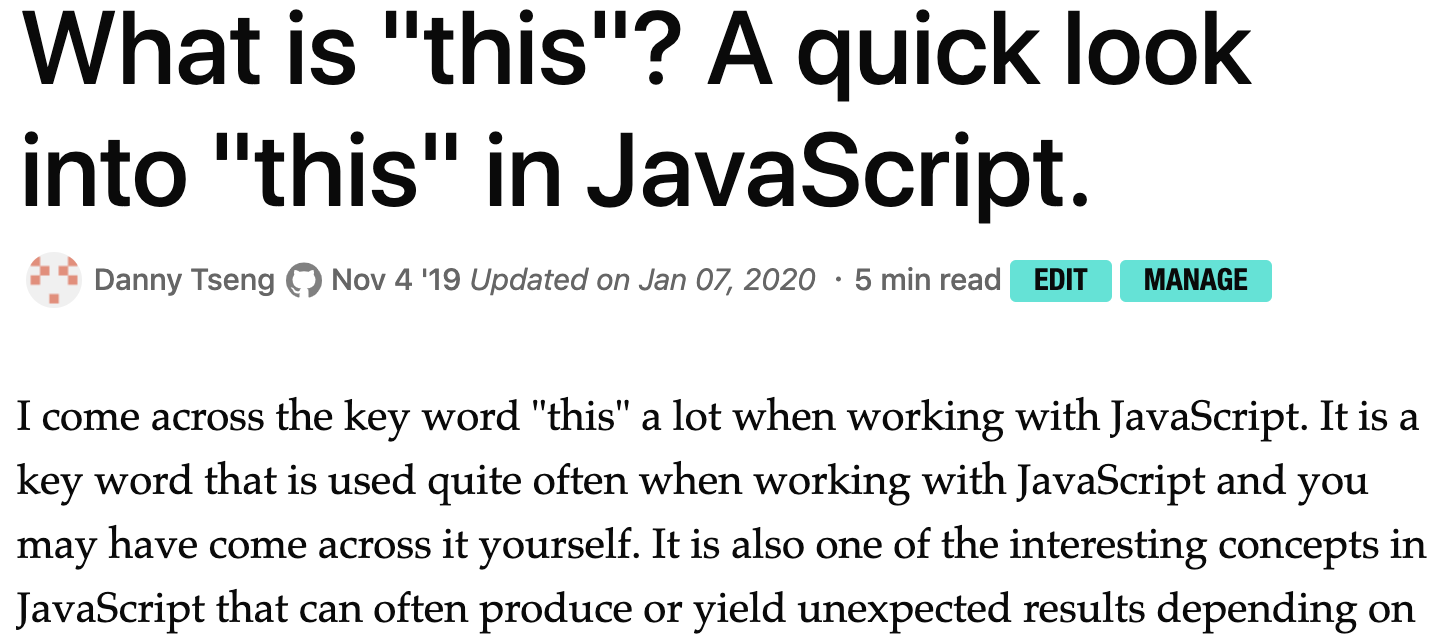 What is "this"? A quick look
into "this" in JavaScript.
Danny Tseng Nov 4 '19 Updated on Jan 07, 2020 · 5 min read EDIT MANAGE
I come across the key word "this" a lot when working with JavaScript. It is a
key word that is used quite often when working with JavaScript and you
may have come across it yourself. It is also one of the interesting concepts in
JavaScript that can often produce or yield unexpected results depending on